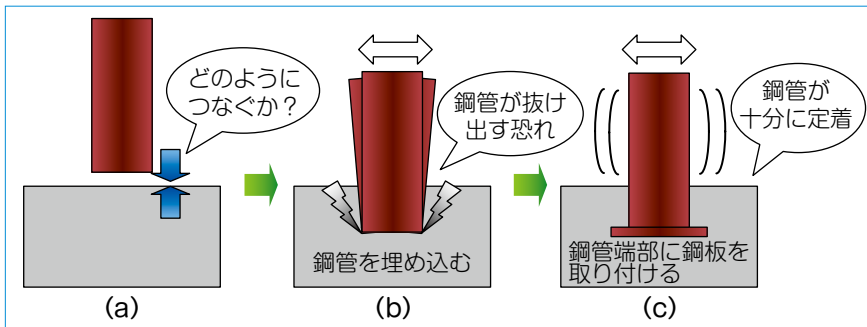 どのように
つなぐか？
(a)
鋼管が抜け
出す恐れ
鋼管を埋め込む
(b)
鋼管が
十分に定着
鋼管端部に鋼板を
取り付ける
(c)